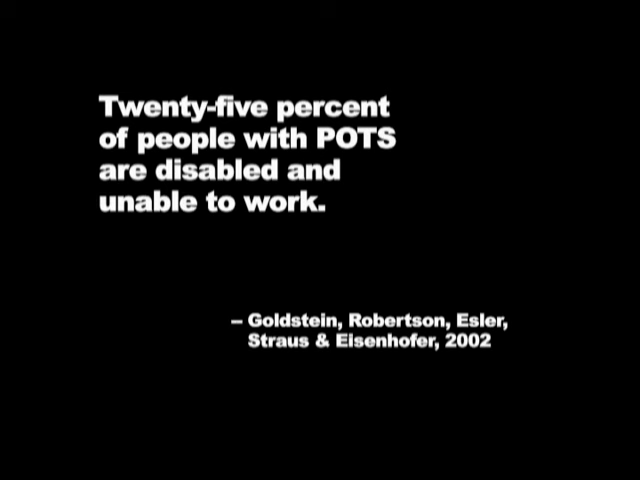 Twenty-five percent
of people with POTS
are disabled and
unable to work.
– Goldstein, Robertson, Esler,
Straus & Eisenhofer, 2002